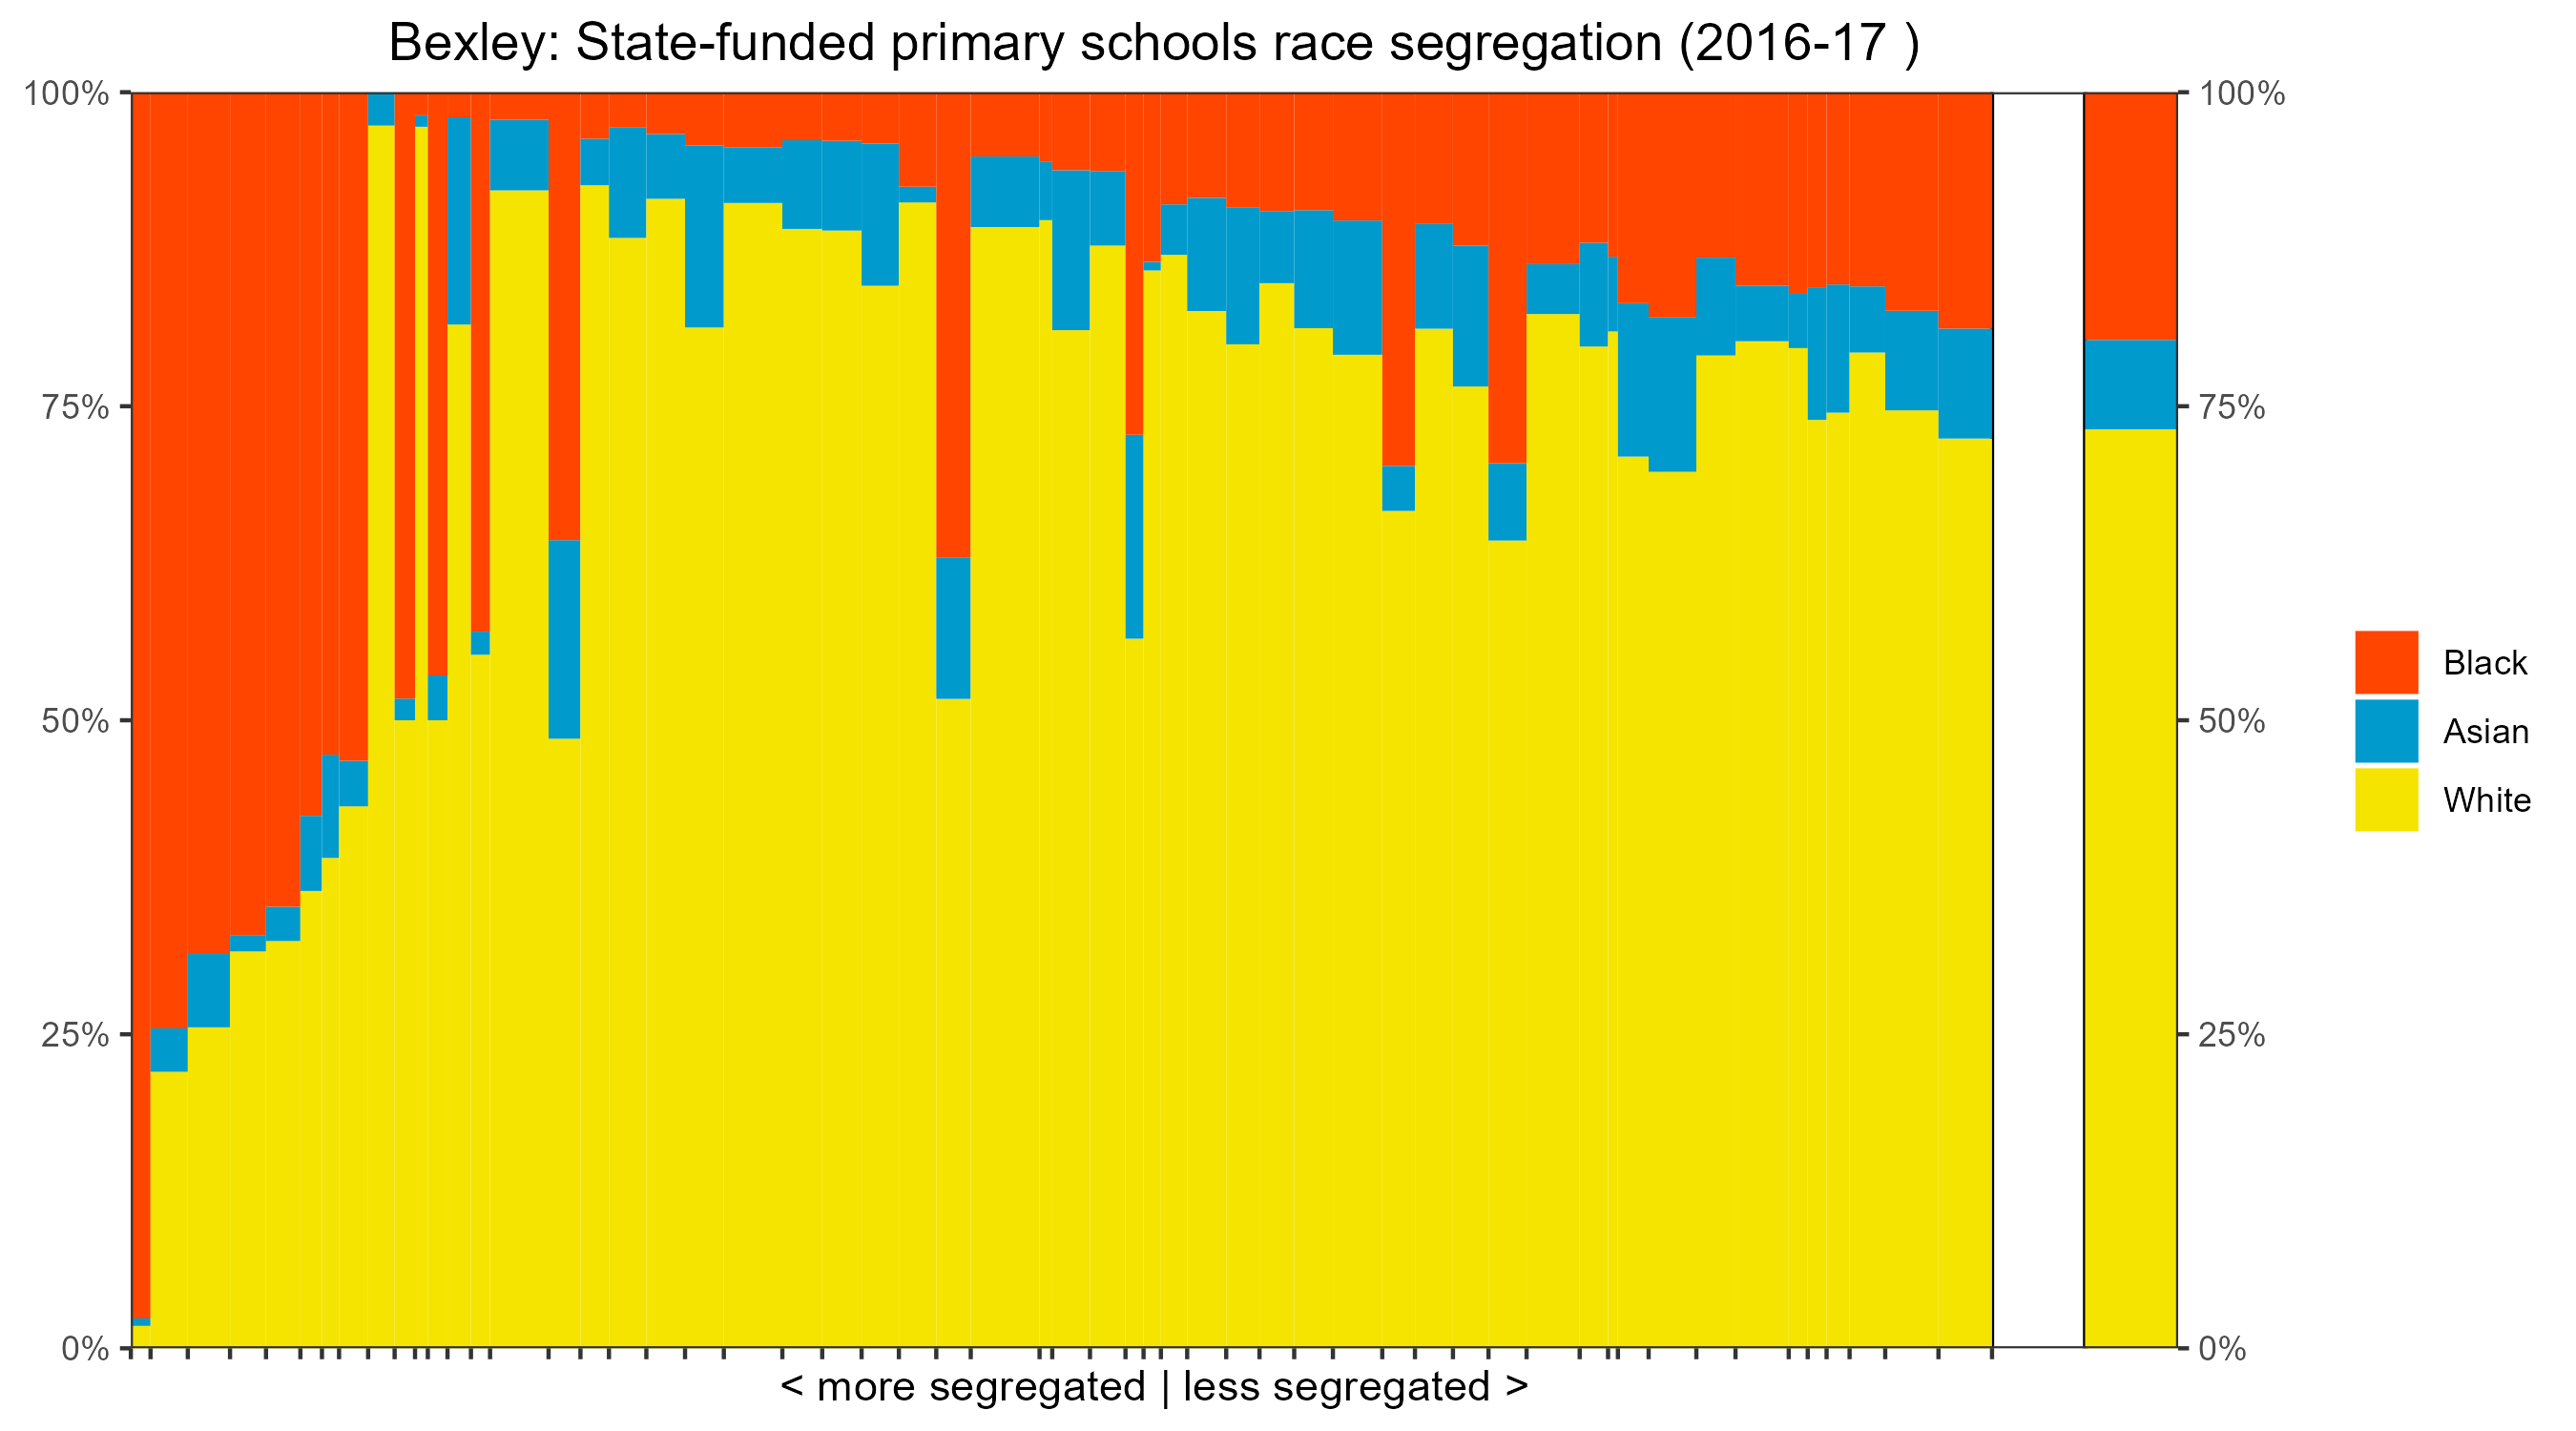 Bexley: State-funded primary schools race segregation (2016-17 )
100%
75%
50%
25%
0%
100%
75%
50%
25%
0%
Black
Asian
White
< more segregated | less segregated >